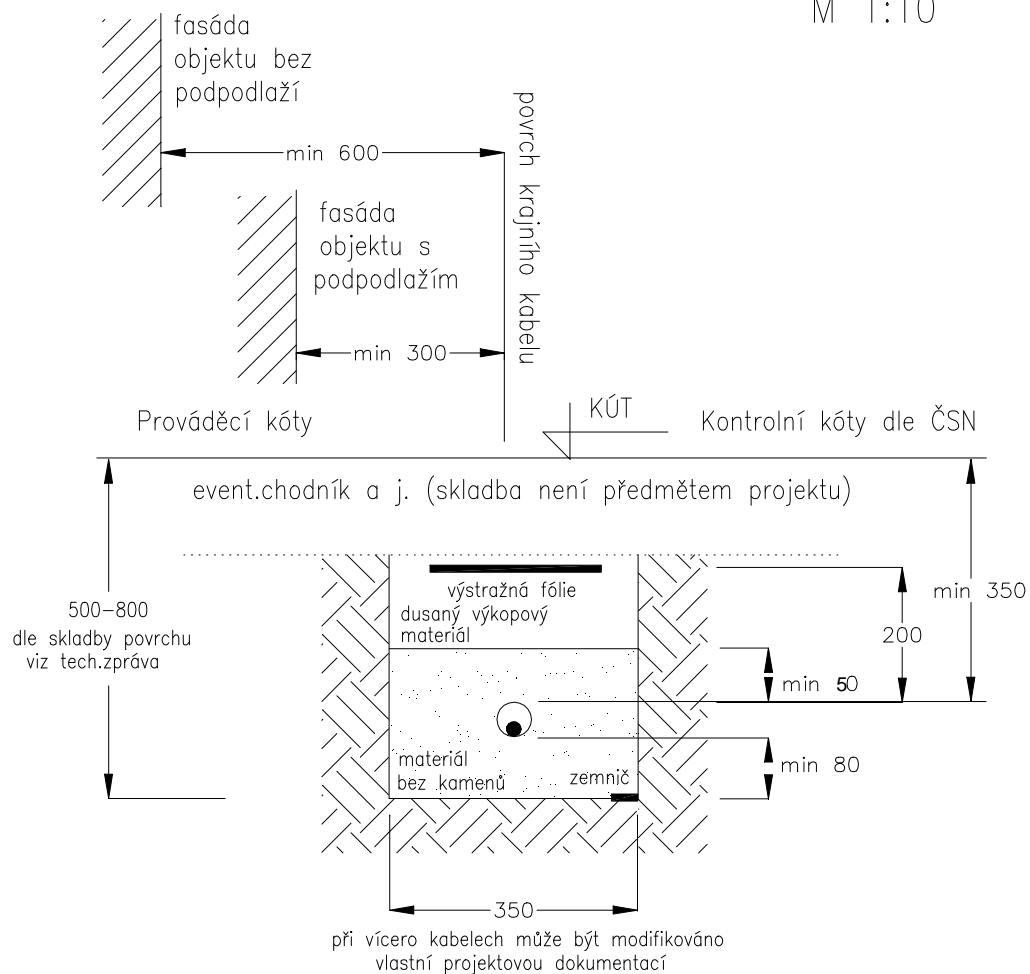 M 1:10
fasáda
objektu bez
podpodlaží
povrch krajního kabelu
min 600
fasáda
objektu s
podpodlažím
min 300
Prováděcí kóty
KÚT
Kontrolní kóty dle ČSN
event.chodník a j. (skladba není předmětem projektu)
výstražná fólie
dusaný výkopový
materiál
500-800
dle skladby povrchu
viz tech.zpráva
min 350
200
min 50
materiál
bez kamenů
zemnič
min 80
350
při vícero kabelech může být modifikováno
vlastní projektovou dokumentací